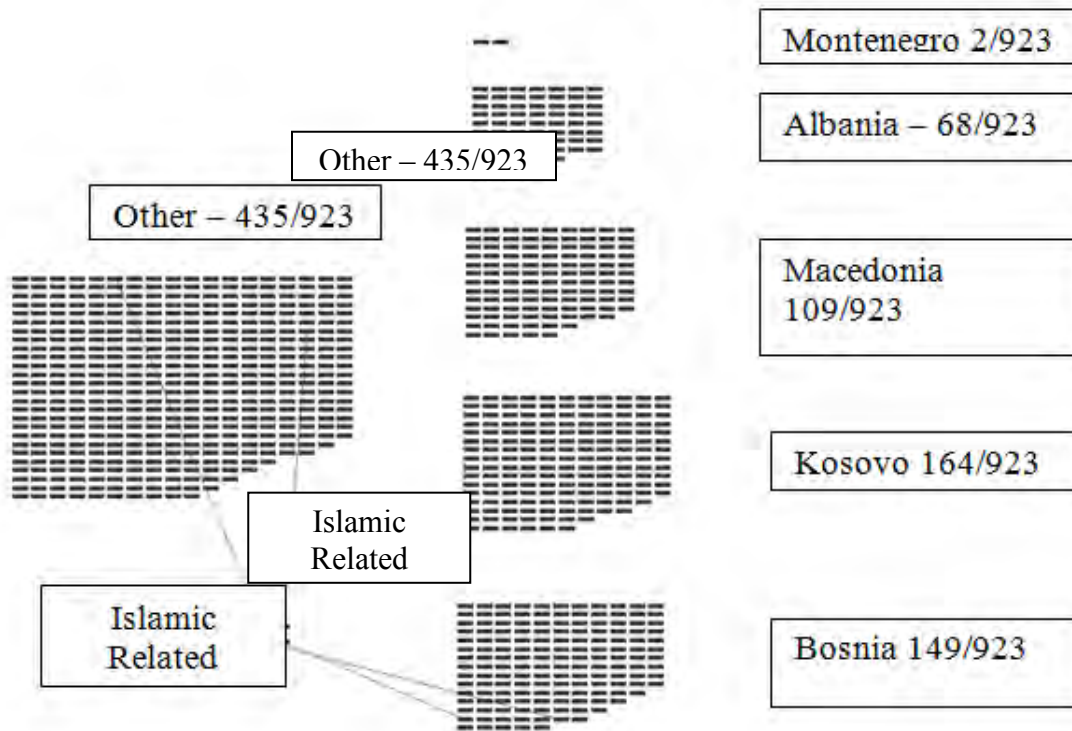 Montenegro 2/923
Albania – 68/923
Other – 435/923
Other – 435/923
Macedonia
109/923
Kosovo 164/923
Islamic
Related
Islamic
Related
Bosnia 149/923